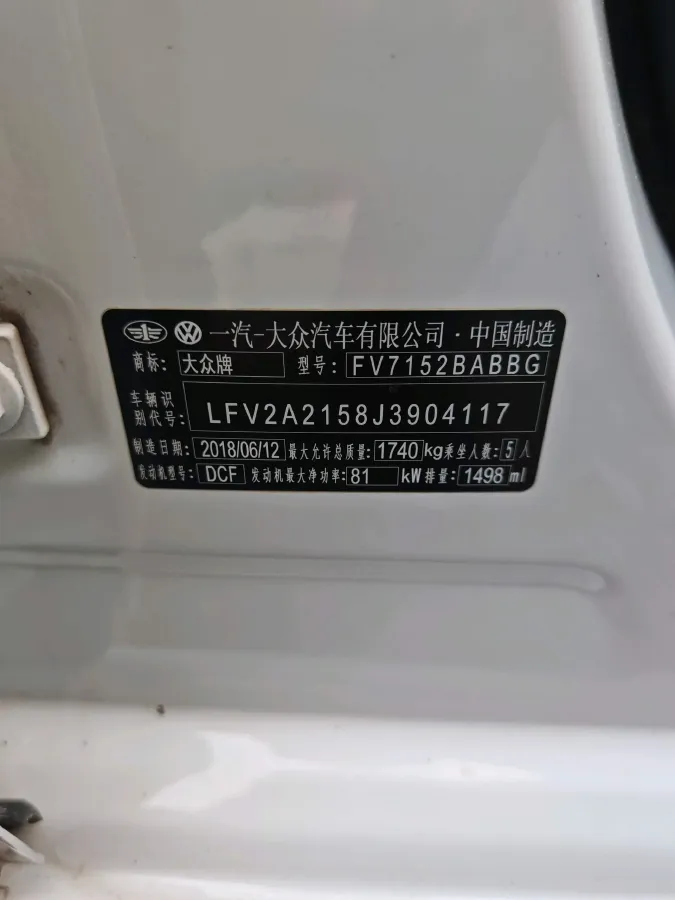 一汽-大众汽车有限公司·中国制造
商标: 大众牌 型号: FV7152BABBG
车辆识
别代号: LFV2A2158J3904117
制造日期: 2018/06/12 最大允许总质量: 1740 kg 乘坐人数: 5 人
发动机型号: DCF 发动机最大净功率: 81 kW 排量: 1498 ml